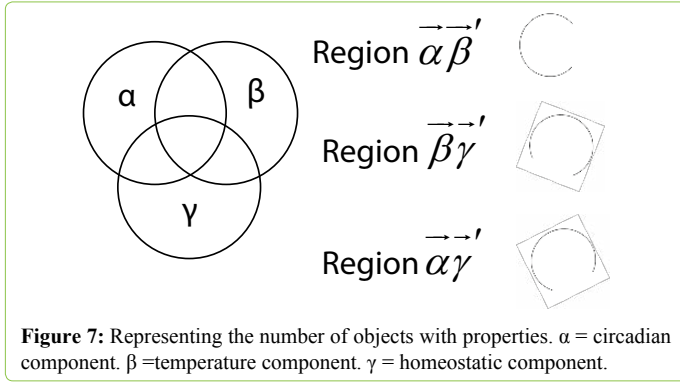 α
β
γ
Region α⃗β⃗′
Region β⃗γ⃗′
Region α⃗γ⃗′
Figure 7: Representing the number of objects with properties. α = circadian
component. β =temperature component. γ = homeostatic component.